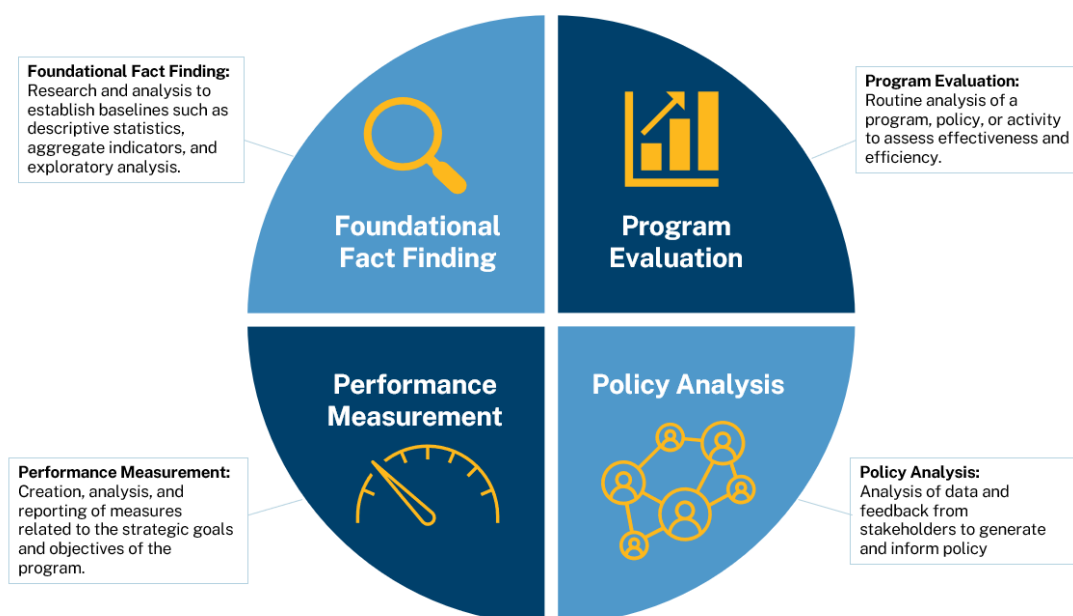 Foundational Fact Finding:
Research and analysis to
establish baselines such as
descriptive statistics,
aggregate indicators, and
exploratory analysis.
Foundational
Fact Finding
Program
Evaluation
Program Evaluation:
Routine analysis of a
program, policy, or activity
to assess effectiveness and
efficiency.
Performance Measurement:
Creation, analysis, and
reporting of measures
related to the strategic goals
and objectives of the
program.
Performance
Measurement
Policy Analysis
Policy Analysis:
Analysis of data and
feedback from
stakeholders to generate
and inform policy